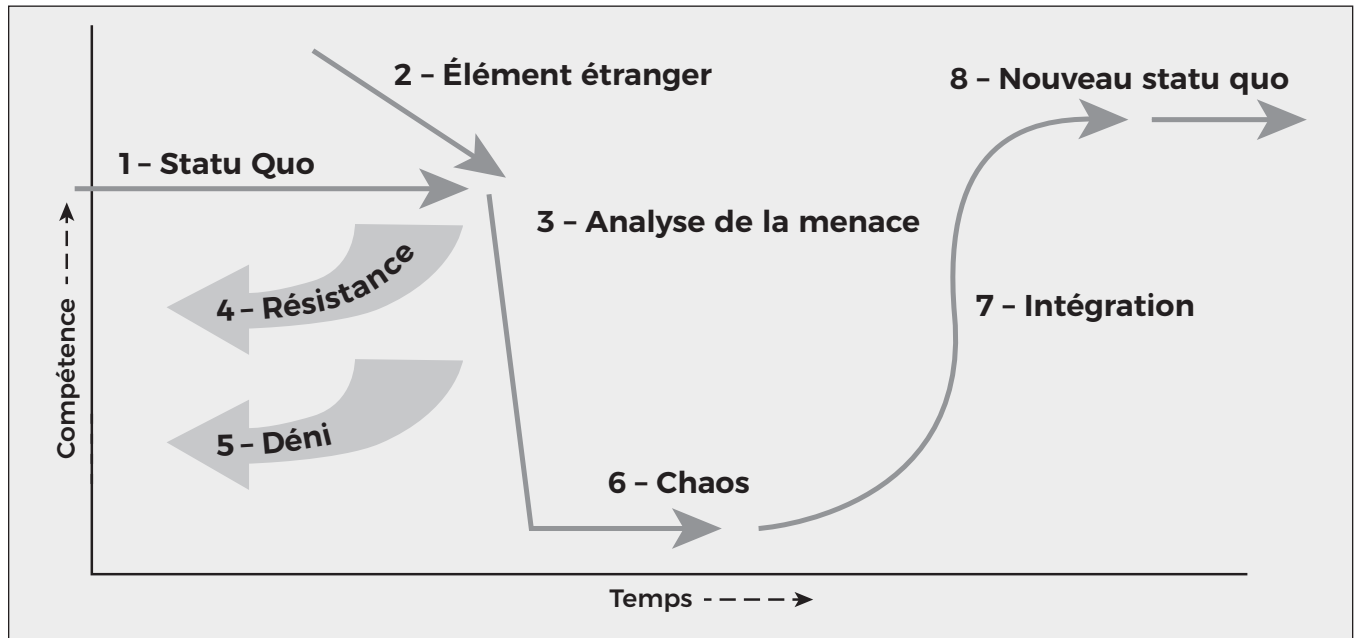 2 – Élément étranger
8 – Nouveau statu quo
1 – Statu Quo
3 – Analyse de la menace
4 – Résistance
7 – Intégration
5 – Déni
6 – Chaos
Compétence
Temps